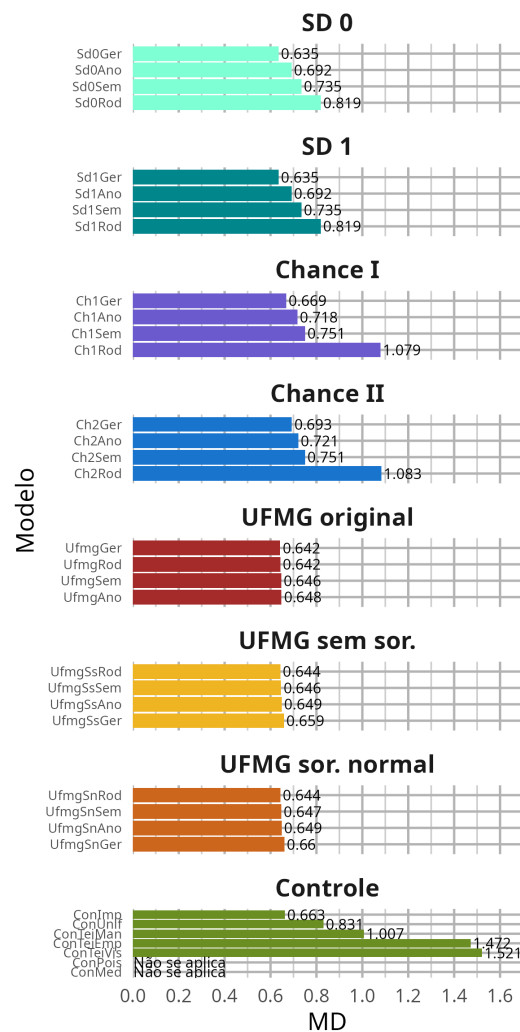 SD 0
Sd0Ger 0.635
Sd0Ano 0.692
Sd0Sem 0.735
Sd0Rod 0.819
SD 1
Sd1Ger 0.635
Sd1Ano 0.692
Sd1Sem 0.735
Sd1Rod 0.819
Chance I
Ch1Ger 0.669
Ch1Ano 0.718
Ch1Sem 0.751
Ch1Rod 1.079
Chance II
Ch2Ger 0.693
Ch2Ano 0.721
Ch2Sem 0.751
Ch2Rod 1.083
Modelo
UFMG original
UfmgGer 0.642
UfmgRod 0.642
UfmgSem 0.646
UfmgAno 0.648
UFMG sem sor.
UfmgSsRod 0.644
UfmgSsSem 0.646
UfmgSsAno 0.649
UfmgSsGer 0.659
UFMG sor. normal
UfmgSnRod 0.644
UfmgSnSem 0.647
UfmgSnAno 0.649
UfmgSnGer 0.66
Controle
ConImp 0.663
ConUnif 0.831
ConTejMan 1.007
ConTejEmp 1.472
ConTejVis 1.521
ConPois Não se aplica
ConMed Não se aplica
0.0 0.2 0.4 0.6 0.8 1.0 1.2 1.4 1.6
MD